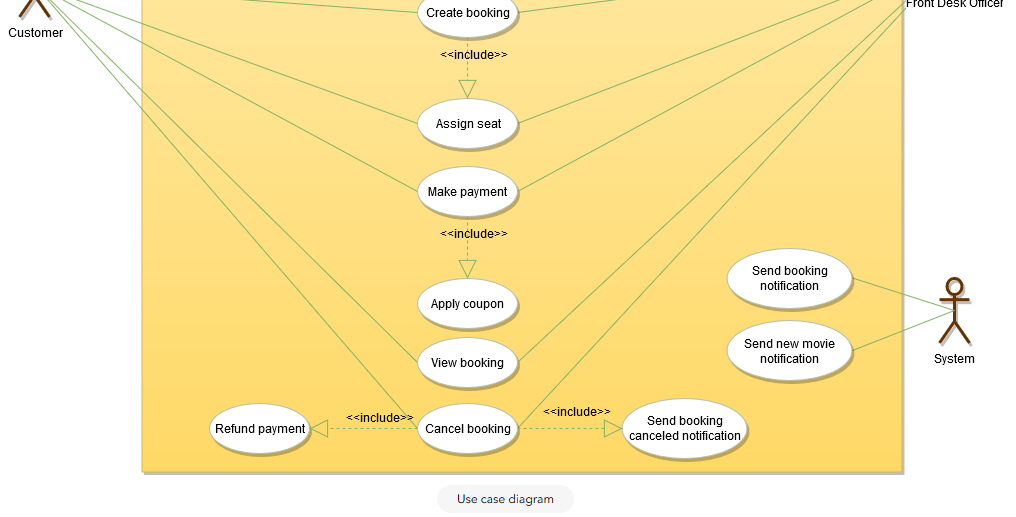 Front Desk Officer
Create booking
Customer
<<include>>
Assign seat
Make payment
<<include>>
Send booking
notification
Apply coupon
Send new movie
notification
System
View booking
<<include>>
<<include>>
Refund payment
Cancel booking
Send booking
canceled notification
Use case diagram